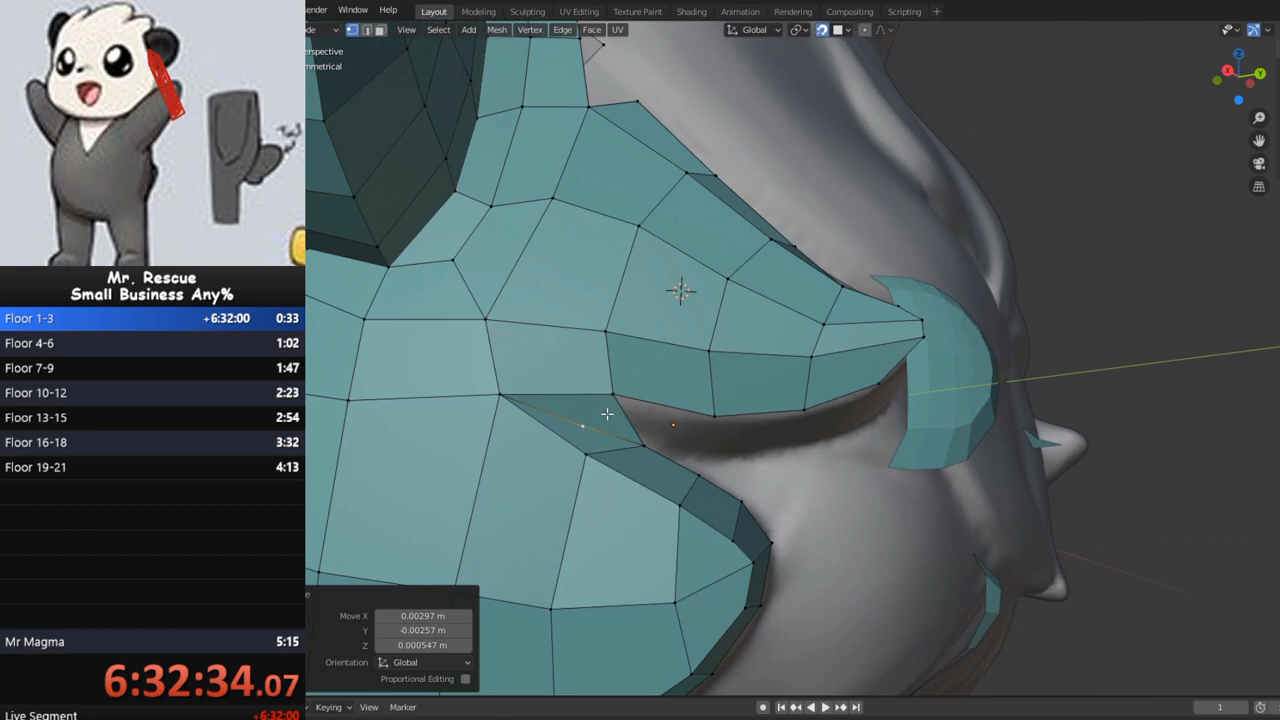 ender Window Help
Layout Modeling Sculpting UV Editing Texture Paint Shading Animation Rendering Compositing Scripting +
de View Select Add Mesh Vertex Edge Face UV Global
erspective
mmetrical
Z
X
Y
Mr. Rescue
Small Business Any%
Floor 1-3 +6:32:00 0:33
Floor 4-6 1:02
Floor 7-9 1:47
Floor 10-12 2:23
Floor 13-15 2:54
Floor 16-18 3:32
Floor 19-21 4:13
Mr Magma 5:15
6:32:34.07
Live Segment +6:32:00
e
Move X 0.00297 m
Y -0.00257 m
Z 0.000547 m
Orientation Global
Proportional Editing
Keying View Marker 1